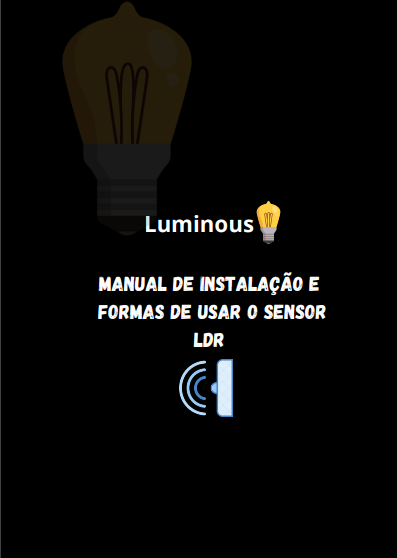 Luminous
MANUAL DE INSTALAÇÃO E
FORMAS DE USAR O SENSOR
LDR